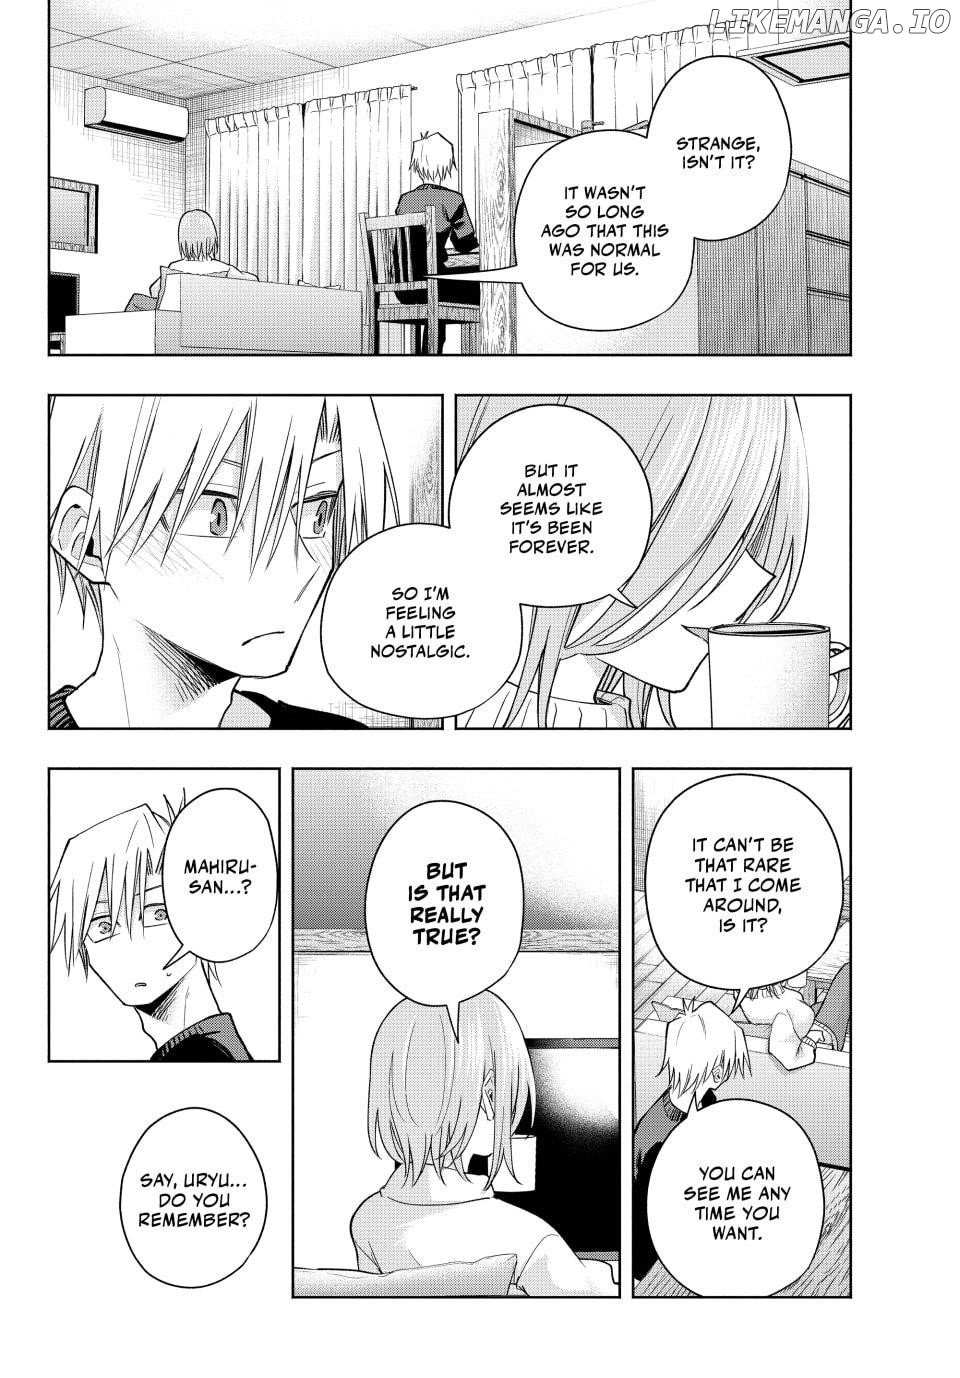 LIKEMANGA.IO
STRANGE,
ISN'T IT?
IT WASN'T
SO LONG
AGO THAT THIS
WAS NORMAL
FOR US.
BUT IT
ALMOST
SEEMS LIKE
IT'S BEEN
FOREVER.
SO I'M
FEELING
A LITTLE
NOSTALGIC.
IT CAN'T BE
THAT RARE
THAT I COME
AROUND,
IS IT?
YOU CAN
SEE ME ANY
TIME YOU
WANT.
BUT
IS THAT
REALLY
TRUE?
MAHIRU-
SAN...?
SAY, URYU...
DO YOU
REMEMBER?